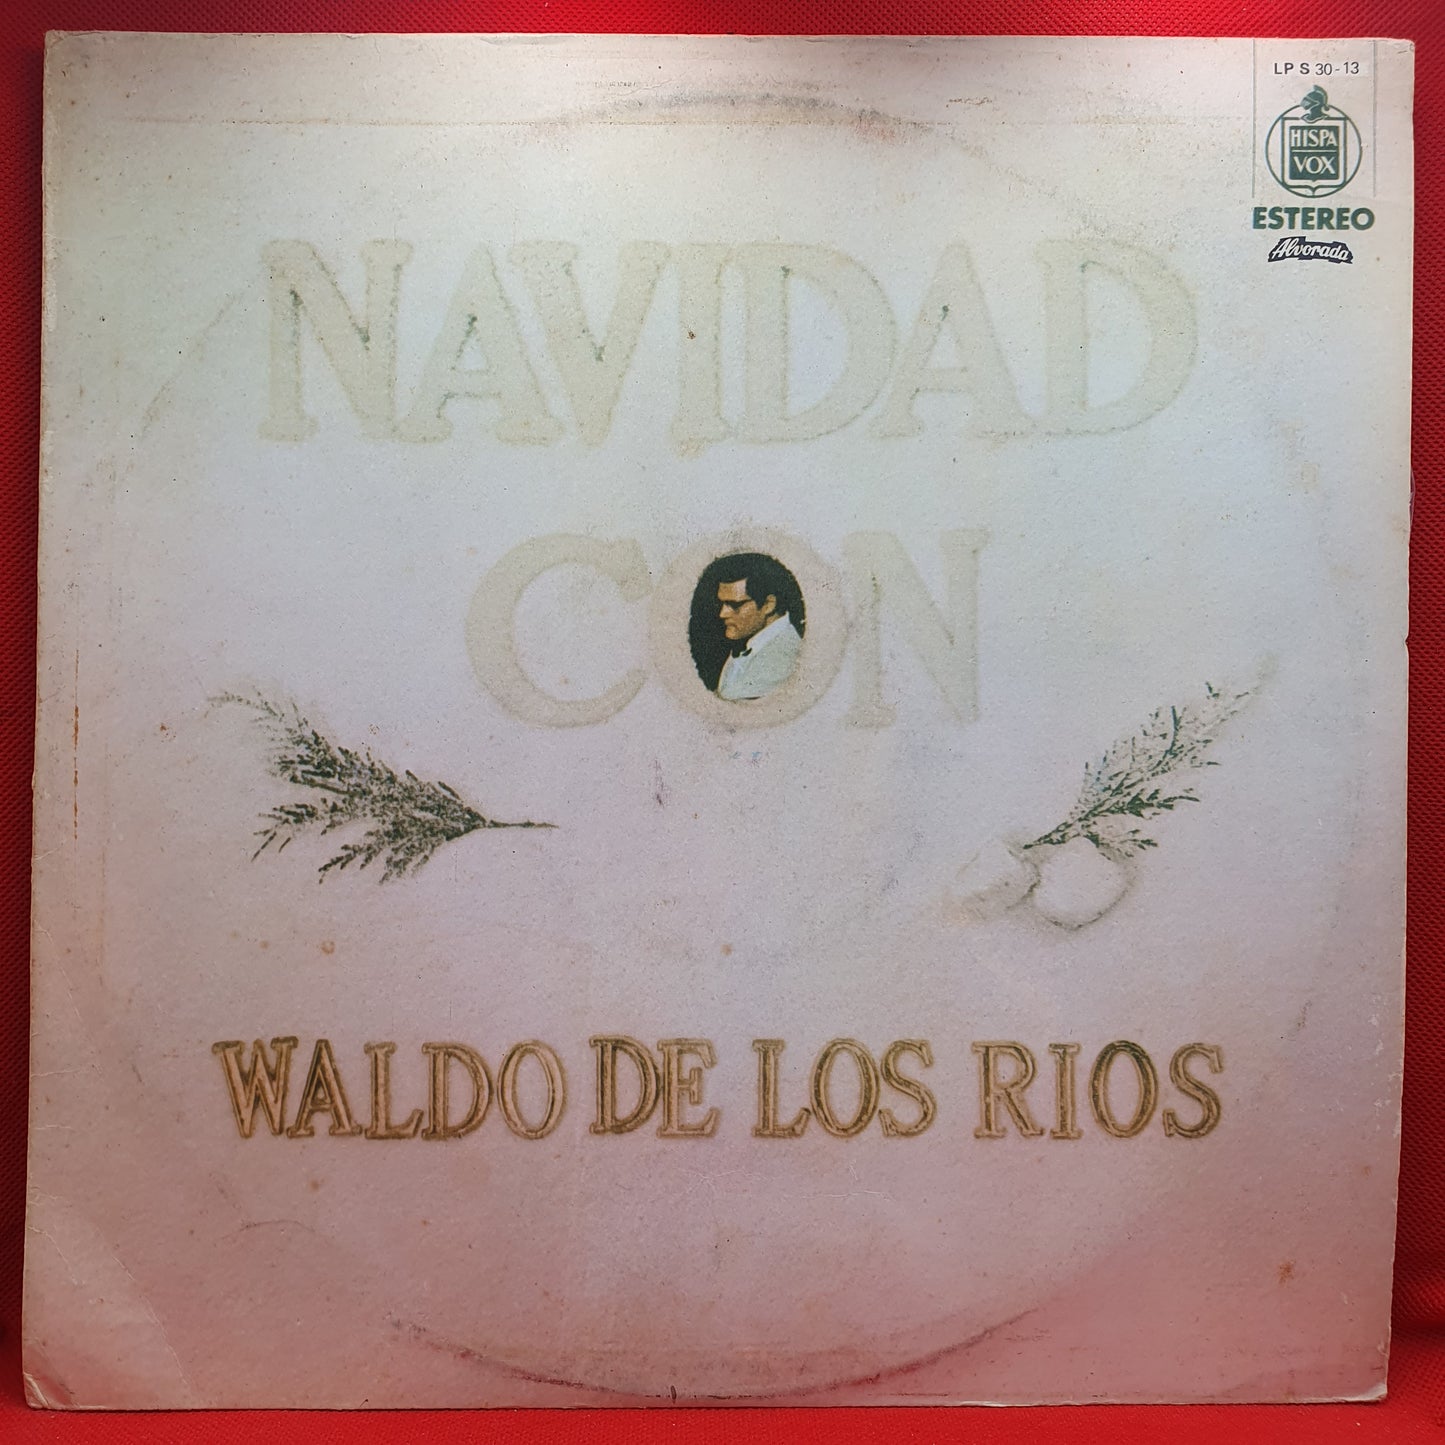 LP S 30-13
HISPA
VOX
ESTEREO
Alvorada
NAVIDAD
CON
WALDO DE LOS RIOS